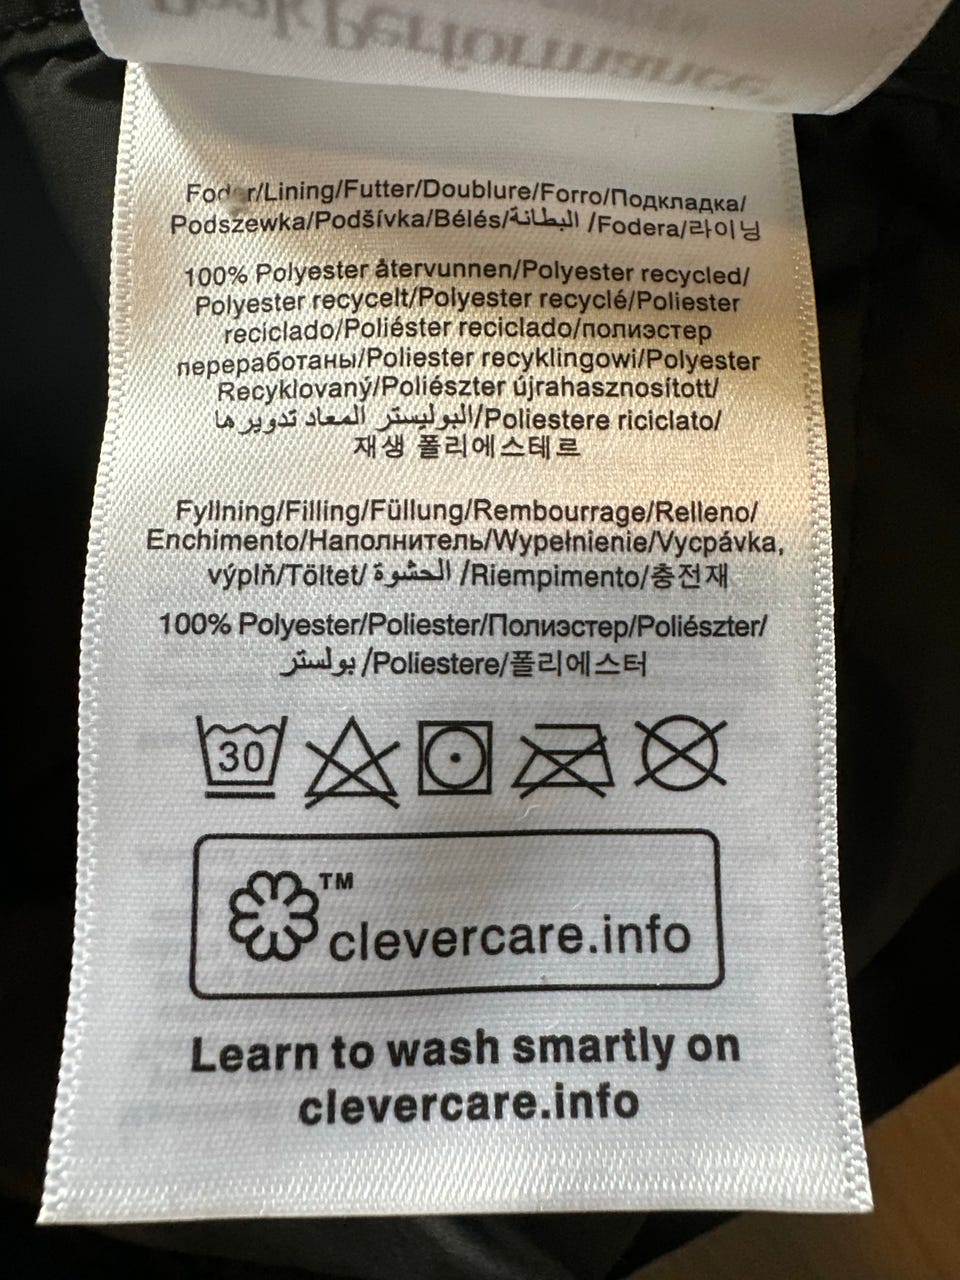 Peak Performance
Foder/Lining/Futter/Doublure/Forro/Подкладка/
Podszewka/Podšívka/Bélés/البطانة/Fodera/라이닝
100% Polyester återvunnen/Polyester recycled/
Polyester recycelt/Polyester recyclé/Poliester
reciclado/Poliéster reciclado/полиэстер
переработаны/Poliester recyklingowi/Polyester
Recyklovaný/Poliészter újrahasznosított/
البوليستر المعاد تدويرها/Poliestere riciclato/
재생 폴리에스테르
Fyllning/Filling/Füllung/Rembourrage/Relleno/
Enchimento/Наполнитель/Wypełnienie/Vycpávka,
výplň/Töltet/الحشوة/Riempimento/충전재
100% Polyester/Poliester/Полиэстер/Poliészter/
بولستر/Poliestere/폴리에스터
30
TM
clevercare.info
Learn to wash smartly on
clevercare.info